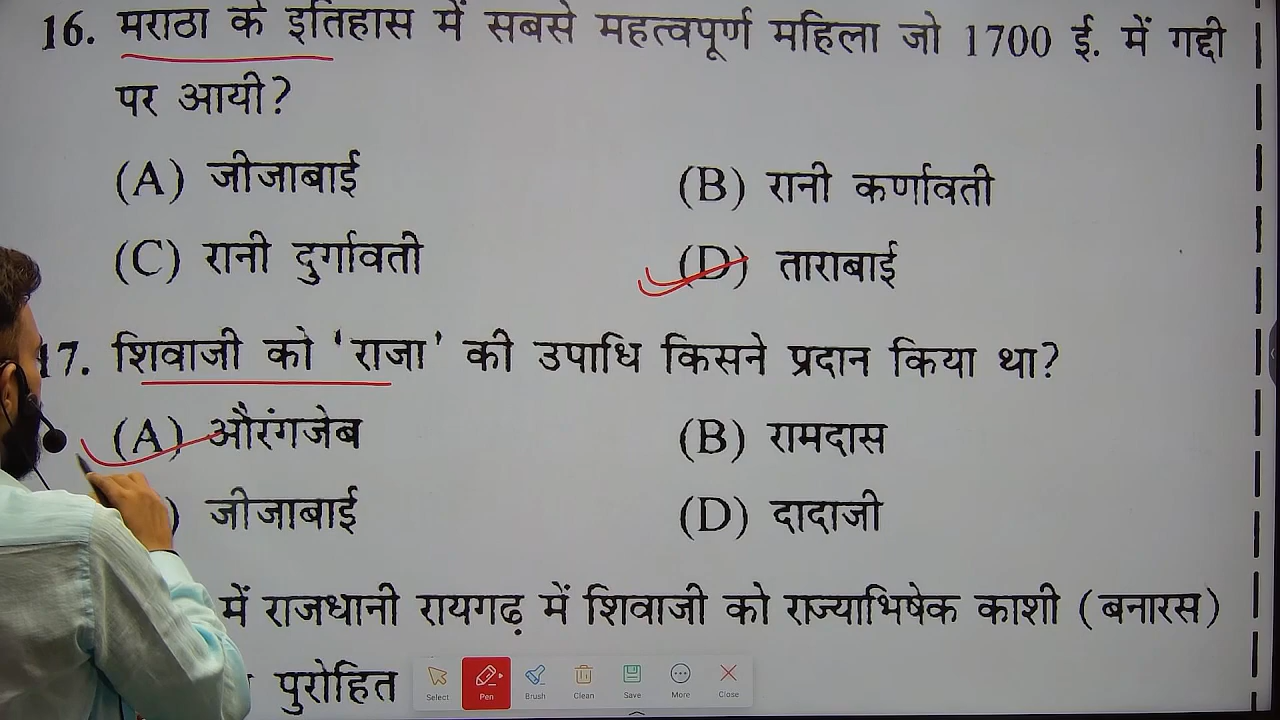 16. मराठा के इतिहास में सबसे महत्वपूर्ण महिला जो 1700 ई. में गद्दी
पर आयी?
(A) जीजाबाई (B) रानी कर्णावती
(C) रानी दुर्गावती (D) ताराबाई
17. शिवाजी को 'राजा' की उपाधि किसने प्रदान किया था?
(A) औरंगजेब (B) रामदास
) जीजाबाई (D) दादाजी
में राजधानी रायगढ़ में शिवाजी को राज्याभिषेक काशी (बनारस)
पुरोहित
Select Pen Brush Clean Save More Close